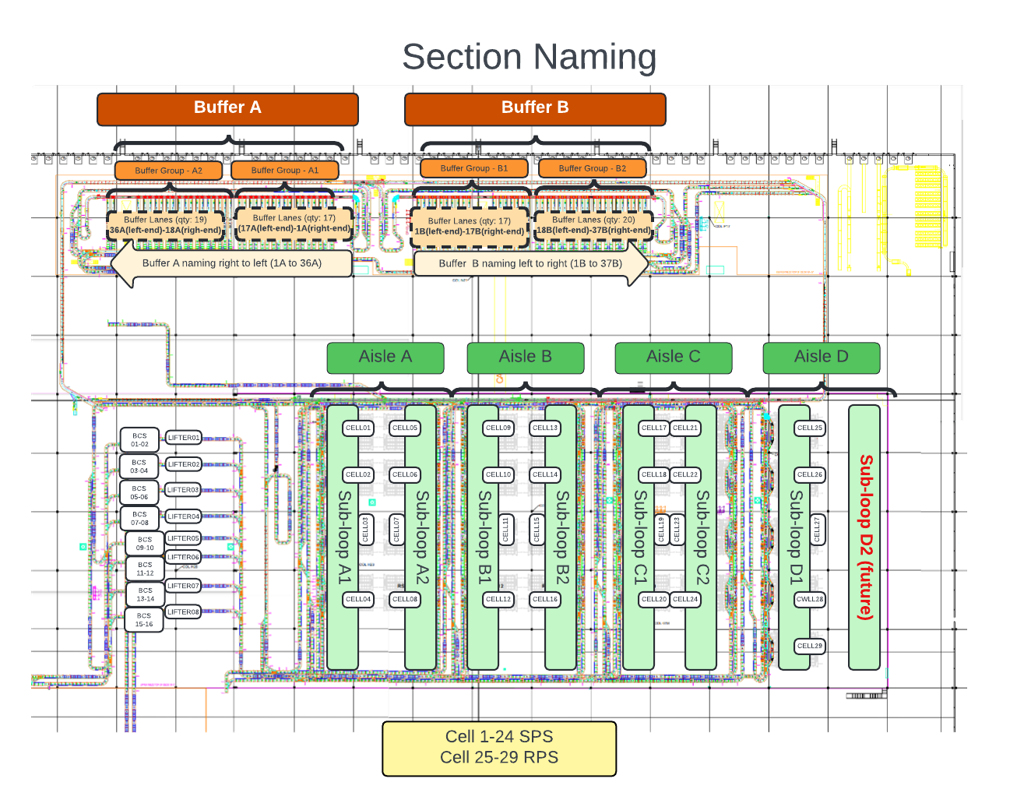 Section Naming
Buffer A
Buffer B
Buffer Group - A2
Buffer Group - A1
Buffer Group - B1
Buffer Group - B2
Buffer Lanes (qty: 19)
36A(left-end)-18A(right-end)
Buffer Lanes (qty: 17)
(17A(left-end)-1A(right-end)
Buffer Lanes (qty: 17)
1B(left-end)-17B(right-end)
Buffer Lanes (qty: 20)
18B(left-end)-37B(right-end)
Buffer A naming right to left (1A to 36A)
Buffer B naming left to right (1B to 37B)
Aisle A
Aisle B
Aisle C
Aisle D
BCS
01-02
LIFTER01
BCS
03-04
LIFTER02
BCS
05-06
LIFTER03
BCS
07-08
LIFTER04
BCS
09-10
LIFTER05
BCS
11-12
LIFTER06
BCS
13-14
LIFTER07
BCS
15-16
LIFTER08
Sub-loop A1
CELL01
CELL02
CELL03
CELL04
Sub-loop A2
CELL05
CELL06
CELL07
CELL08
Sub-loop B1
CELL09
CELL10
CELL11
CELL12
Sub-loop B2
CELL13
CELL14
CELL15
CELL16
Sub-loop C1
CELL17
CELL18
CELL19
CELL20
Sub-loop C2
CELL21
CELL22
CELL23
CELL24
Sub-loop D1
CELL25
CELL26
CELL27
CWLL28
CELL29
Sub-loop D2 (future)
Cell 1-24 SPS
Cell 25-29 RPS